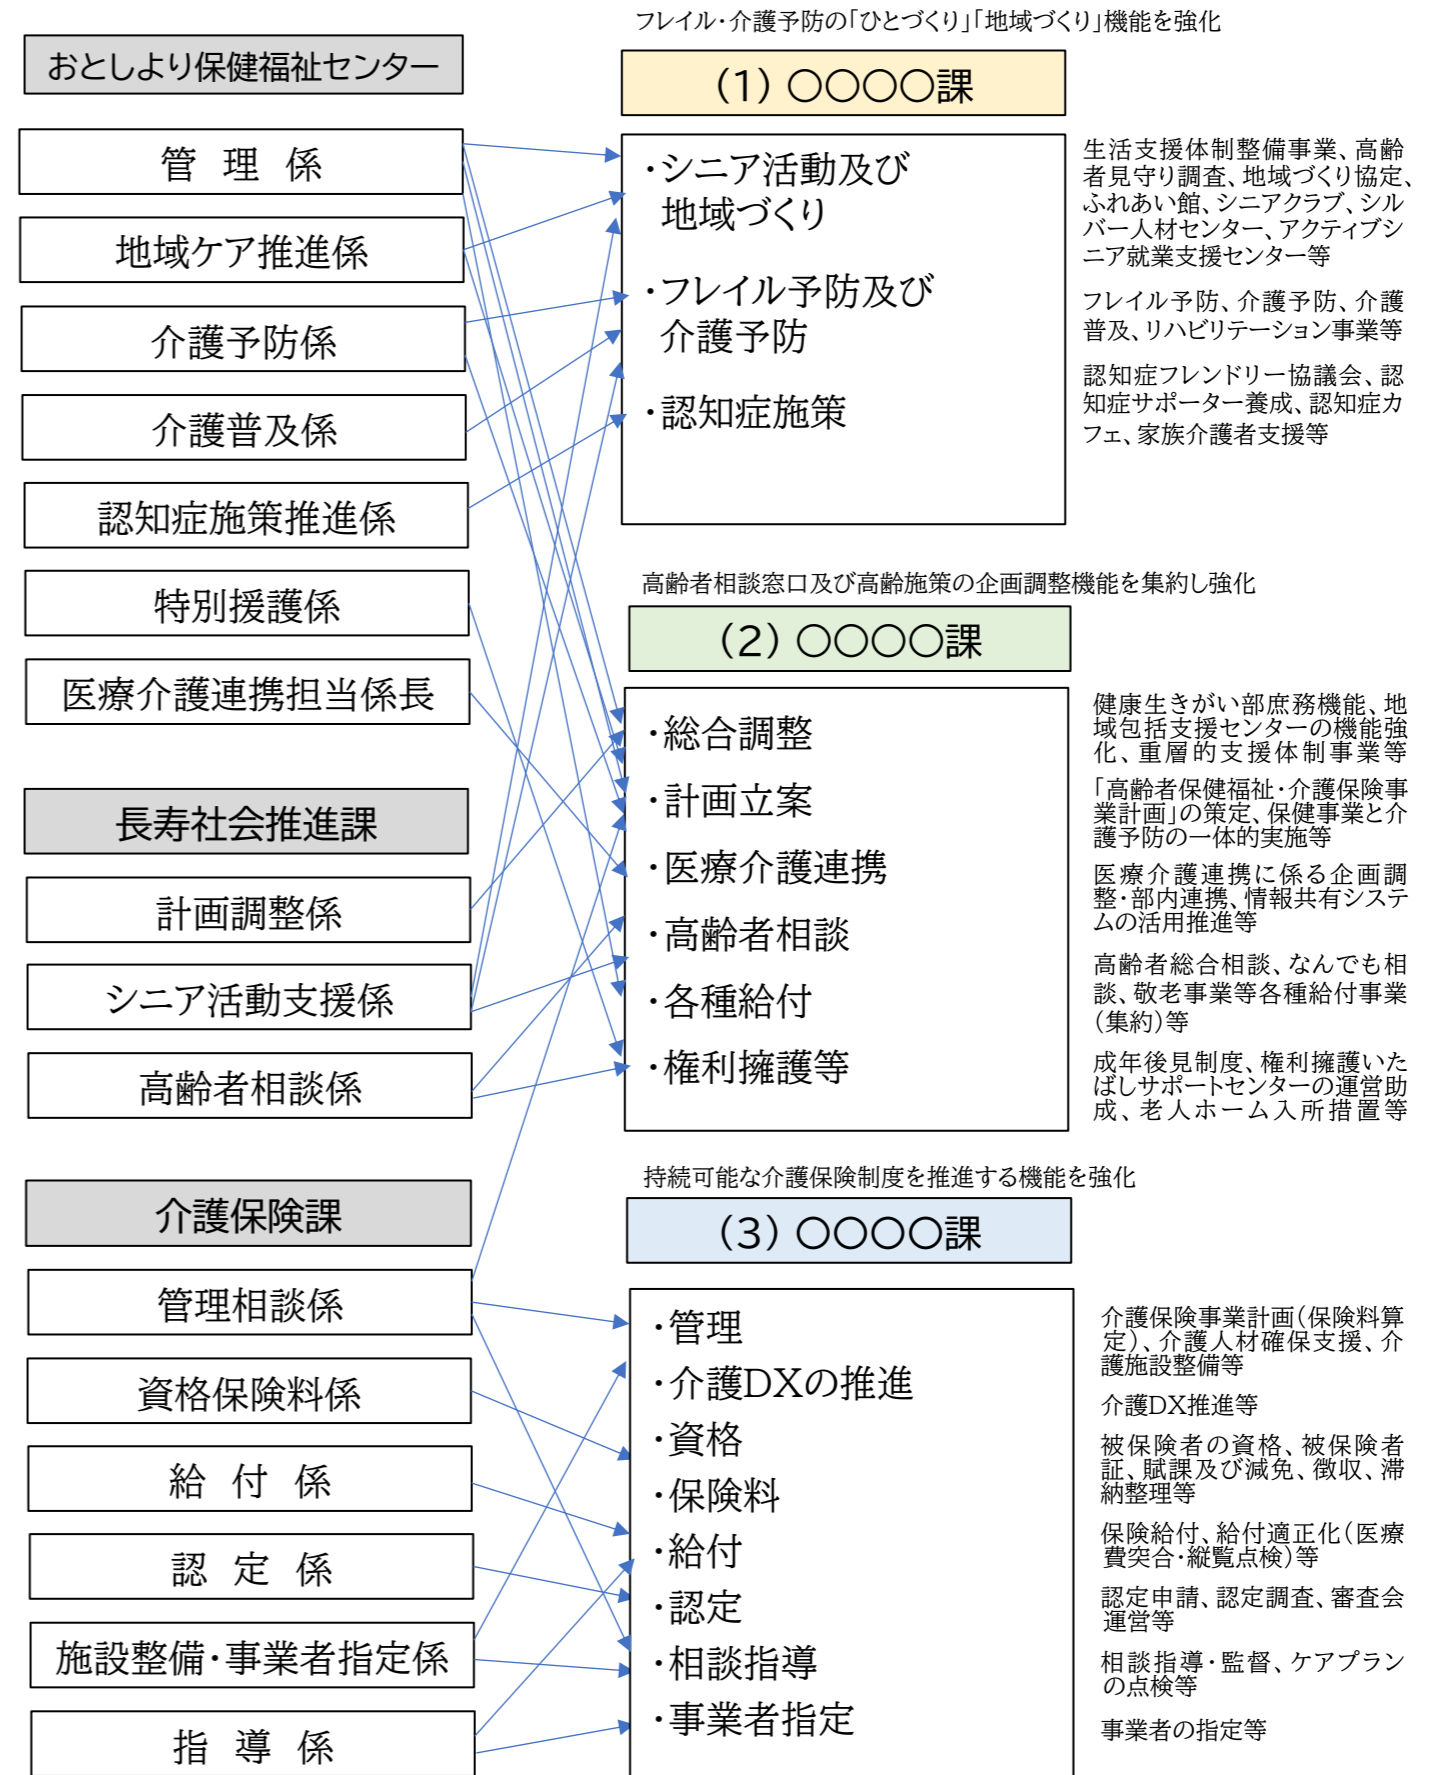 おとしより保健福祉センター
管 理 係
地域ケア推進係
介護予防係
介護普及係
認知症施策推進係
特別援護係
医療介護連携担当係長
長寿社会推進課
計画調整係
シニア活動支援係
高齢者相談係
介護保険課
管理相談係
資格保険料係
給 付 係
認 定 係
施設整備・事業者指定係
指 導 係
フレイル・介護予防の「ひとづくり」「地域づくり」機能を強化
(1) 〇〇〇〇課
・シニア活動及び
地域づくり
・フレイル予防及び
介護予防
・認知症施策
生活支援体制整備事業、高齢
者見守り調査、地域づくり協定、
ふれあい館、シニアクラブ、シル
バー人材センター、アクティブシ
ニア就業支援センター等
フレイル予防、介護予防、介護
普及、リハビリテーション事業等
認知症フレンドリー協議会、認
知症サポーター養成、認知症カ
フェ、家族介護者支援等
高齢者相談窓口及び高齢施策の企画調整機能を集約し強化
(2) 〇〇〇〇課
・総合調整
・計画立案
・医療介護連携
・高齢者相談
・各種給付
・権利擁護等
健康生きがい部庶務機能、地
域包括支援センターの機能強
化、重層的支援体制事業等
「高齢者保健福祉・介護保険事
業計画」の策定、保健事業と介
護予防の一体的実施等
医療介護連携に係る企画調
整・部内連携、情報共有システ
ムの活用推進等
高齢者総合相談、なんでも相
談、敬老事業等各種給付事業
(集約)等
成年後見制度、権利擁護いた
ばしサポートセンターの運営助
成、老人ホーム入所措置等
持続可能な介護保険制度を推進する機能を強化
(3) 〇〇〇〇課
・管理
・介護DXの推進
・資格
・保険料
・給付
・認定
・相談指導
・事業者指定
介護保険事業計画(保険料算
定)、介護人材確保支援、介
護施設整備等
介護DX推進等
被保険者の資格、被保険者
証、賦課及び減免、徴収、滞
納整理等
保険給付、給付適正化(医療
費突合・縦覧点検)等
認定申請、認定調査、審査会
運営等
相談指導・監督、ケアプラン
の点検等
事業者の指定等